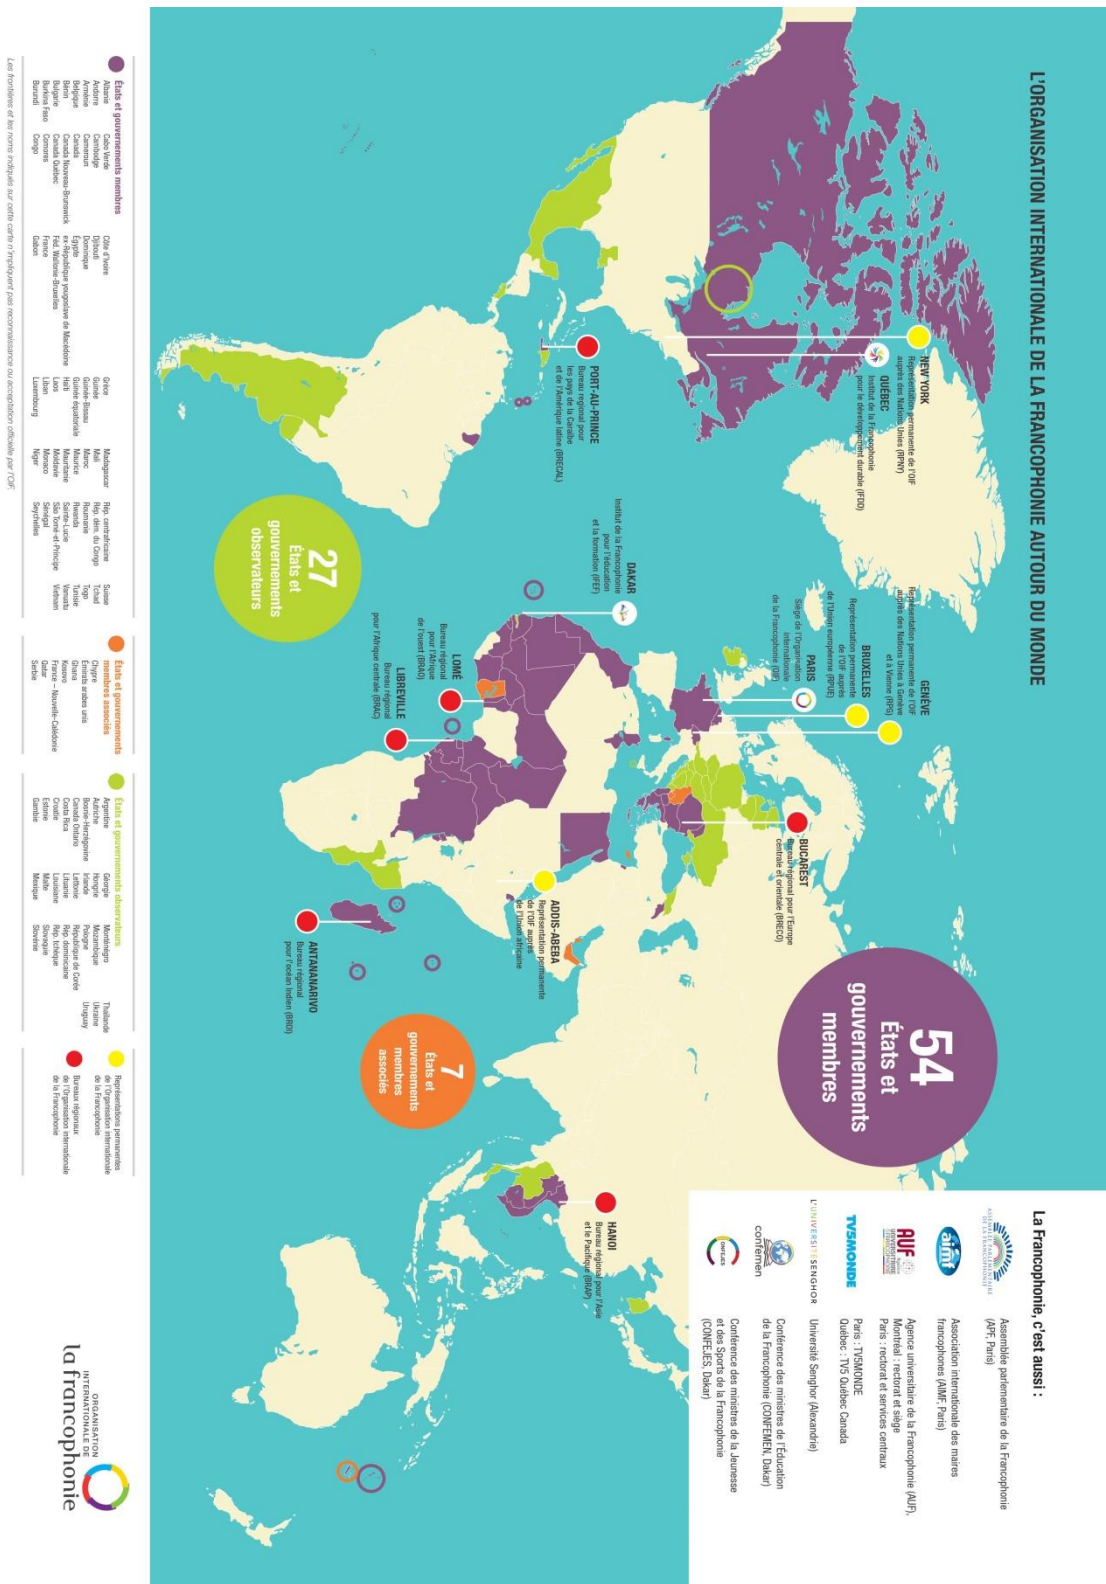 L'ORGANISATION INTERNATIONALE DE LA FRANCOPHONIE AUTOUR DU MONDE
NEW YORK
Représentation permanente de l'OIF
auprès des Nations Unies (RPNY)
QUÉBEC
Institut de la Francophonie
pour le développement durable (IFDD)
PORT-AU-PRINCE
Bureau régional pour
les pays de la Caraïbe
et de l'Amérique latine (BRECAL)
GENÈVE
Représentation permanente de l'OIF
auprès des Nations Unies à Genève
et à Vienne (RPG)
BRUXELLES
Représentation permanente
de l'OIF auprès
de l'Union européenne (RPUE)
PARIS
Siège de l'Organisation
internationale
de la Francophonie (OIF)
DAKAR
Institut de la Francophonie
pour l'éducation
et la formation (IFEF)
LOMÉ
Bureau régional
pour l'Afrique
de l'ouest (BRAO)
LIBREVILLE
Bureau régional
pour l'Afrique centrale (BRAC)
BUCAREST
Bureau régional pour l'Europe
centrale et orientale (BRECO)
ADDIS-ABEBA
Représentation permanente
de l'OIF auprès
de l'Union africaine
ANTANANARIVO
Bureau régional
pour l'océan Indien (BROI)
HANOI
Bureau régional pour l'Asie
et le Pacifique (BRAP)
54
États et
gouvernements
membres
7
États et
gouvernements
membres
associés
27
États et
gouvernements
observateurs
La Francophonie, c'est aussi :
ASSEMBLÉE PARLEMENTAIRE
DE LA FRANCOPHONIE
Assemblée parlementaire de la Francophonie
(APF, Paris)
aimf
Association internationale des maires
francophones (AIMF, Paris)
AUF
Agence universitaire de la Francophonie (AUF),
Montréal : rectorat et siège
Paris : rectorat et services centraux
TV5MONDE
Paris : TV5MONDE
Québec : TV5 Québec Canada
L'UNIVERSITÉSENGHOR
Université Senghor (Alexandrie)
confemen
Conférence des ministres de l'Éducation
de la Francophonie (CONFEMEN, Dakar)
CONFEJES
Conférence des ministres de la Jeunesse
et des Sports de la Francophonie
(CONFEJES, Dakar)
États et gouvernements membres
Albanie
Andorre
Arménie
Belgique
Bénin
Bulgarie
Burkina Faso
Burundi
Cabo Verde
Cambodge
Cameroun
Canada
Canada Nouveau-Brunswick
Canada Québec
Comores
Congo
Côte d'Ivoire
Djibouti
Dominique
Égypte
ex-République yougoslave de Macédoine
Féd. Wallonie-Bruxelles
France
Gabon
Grèce
Guinée
Guinée-Bissau
Guinée équatoriale
Haïti
Laos
Liban
Luxembourg
Madagascar
Mali
Maroc
Maurice
Mauritanie
Moldavie
Monaco
Niger
Rép. centrafricaine
Rép. dém. du Congo
Roumanie
Rwanda
Sainte-Lucie
São Tomé-et-Príncipe
Sénégal
Seychelles
Suisse
Tchad
Togo
Tunisie
Vanuatu
Vietnam
États et gouvernements
membres associés
Chypre
Émirats arabes unis
Ghana
Kosovo
France – Nouvelle-Calédonie
Qatar
Serbie
États et gouvernements observateurs
Argentine
Autriche
Bosnie-Herzégovine
Canada Ontario
Costa Rica
Croatie
Estonie
Gambie
Géorgie
Hongrie
Irlande
Lettonie
Lituanie
Louisiane
Malte
Mexique
Monténégro
Mozambique
Pologne
République de Corée
Rép. dominicaine
Rép. tchèque
Slovaquie
Slovénie
Thaïlande
Ukraine
Uruguay
Représentations permanentes
de l'Organisation internationale
de la Francophonie
Bureaux régionaux
de l'Organisation internationale
de la Francophonie
Les frontières et les noms indiqués sur cette carte n'impliquent pas reconnaissance ou acceptation officielle par l'OIF.
ORGANISATION
INTERNATIONALE DE
la francophonie